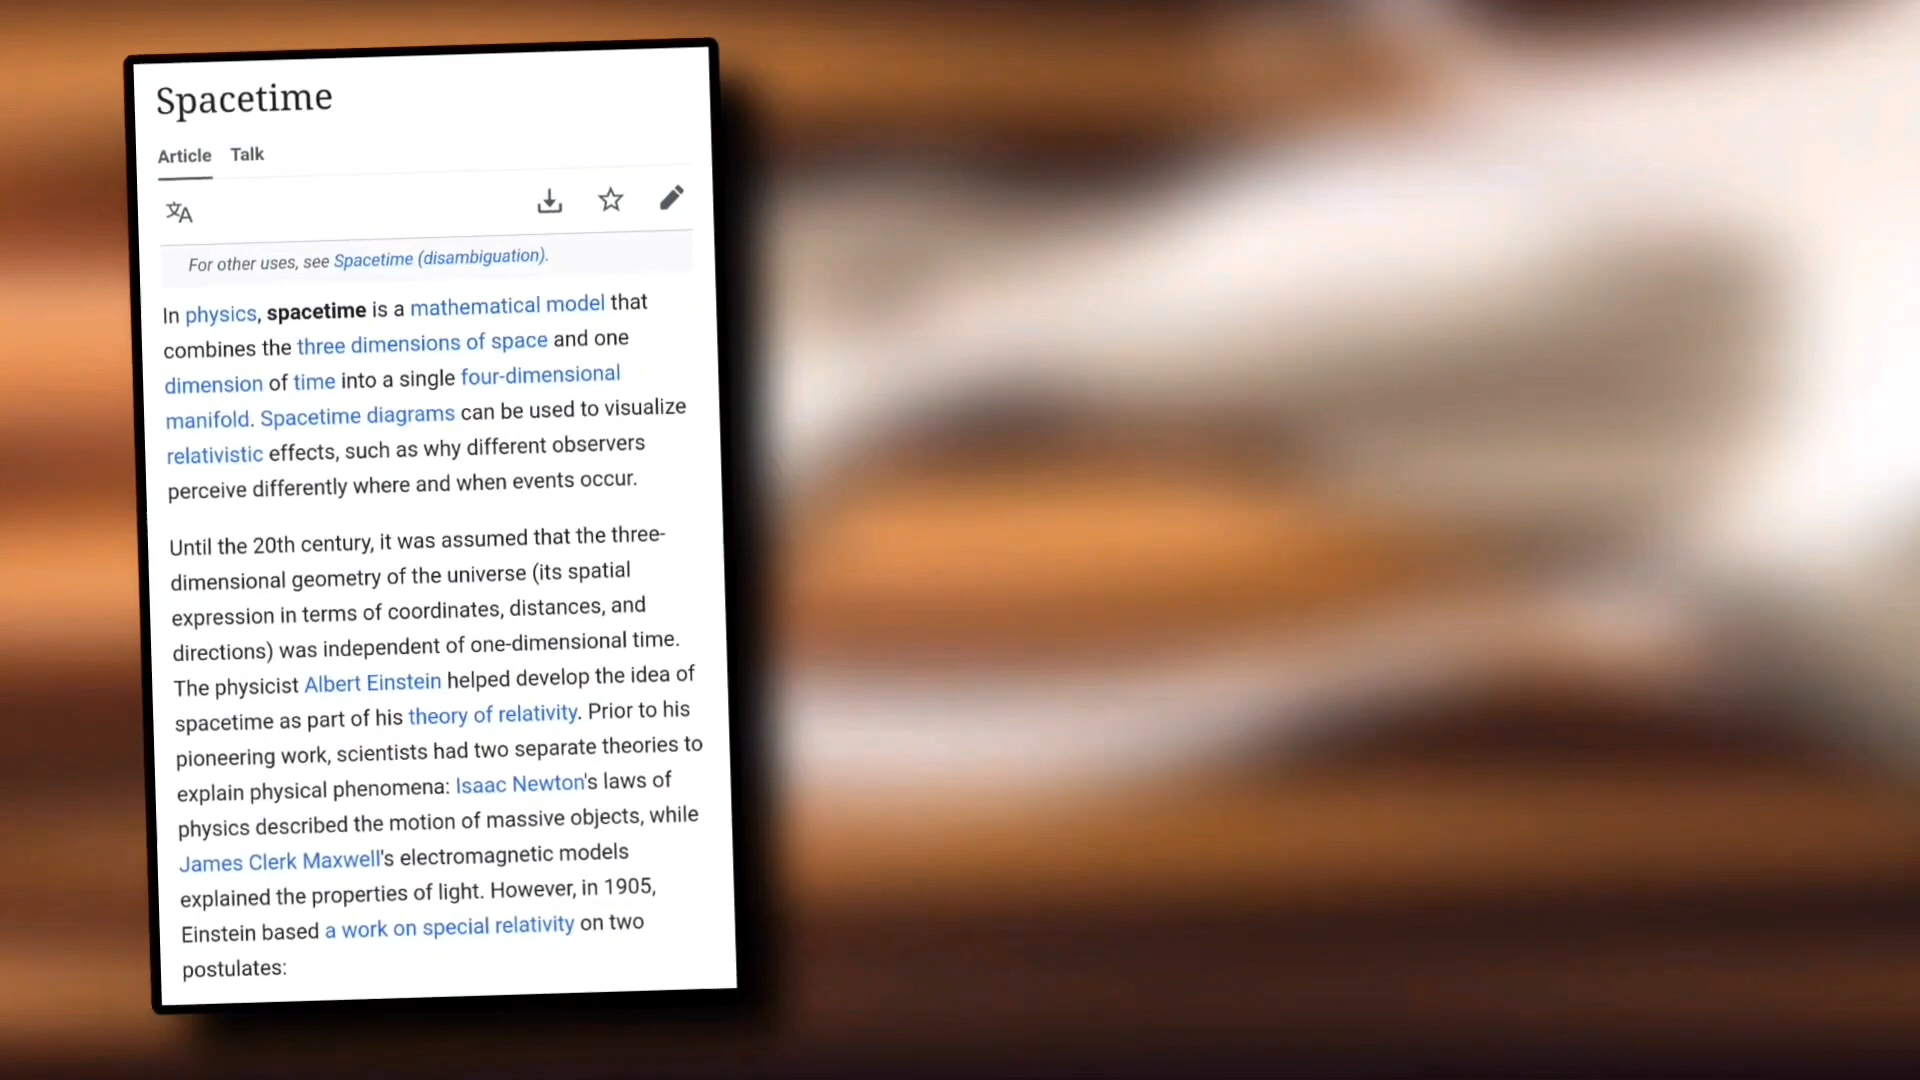 Spacetime
Article Talk
For other uses, see Spacetime (disambiguation).
In physics, spacetime is a mathematical model that
combines the three dimensions of space and one
dimension of time into a single four-dimensional
manifold. Spacetime diagrams can be used to visualize
relativistic effects, such as why different observers
perceive differently where and when events occur.
Until the 20th century, it was assumed that the three-
dimensional geometry of the universe (its spatial
expression in terms of coordinates, distances, and
directions) was independent of one-dimensional time.
The physicist Albert Einstein helped develop the idea of
spacetime as part of his theory of relativity. Prior to his
pioneering work, scientists had two separate theories to
explain physical phenomena: Isaac Newton's laws of
physics described the motion of massive objects, while
James Clerk Maxwell's electromagnetic models
explained the properties of light. However, in 1905,
Einstein based a work on special relativity on two
postulates: